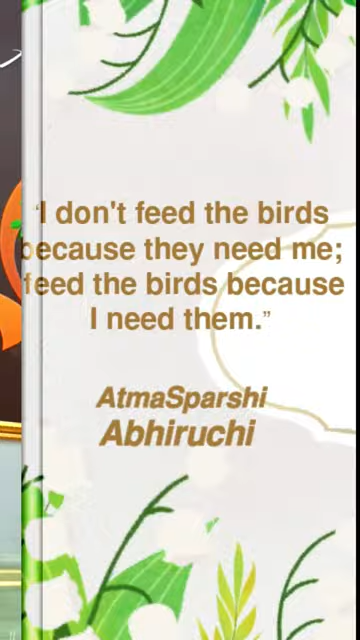 “I don't feed the birds
because they need me;
feed the birds because
I need them.”
AtmaSparshi
Abhiruchi